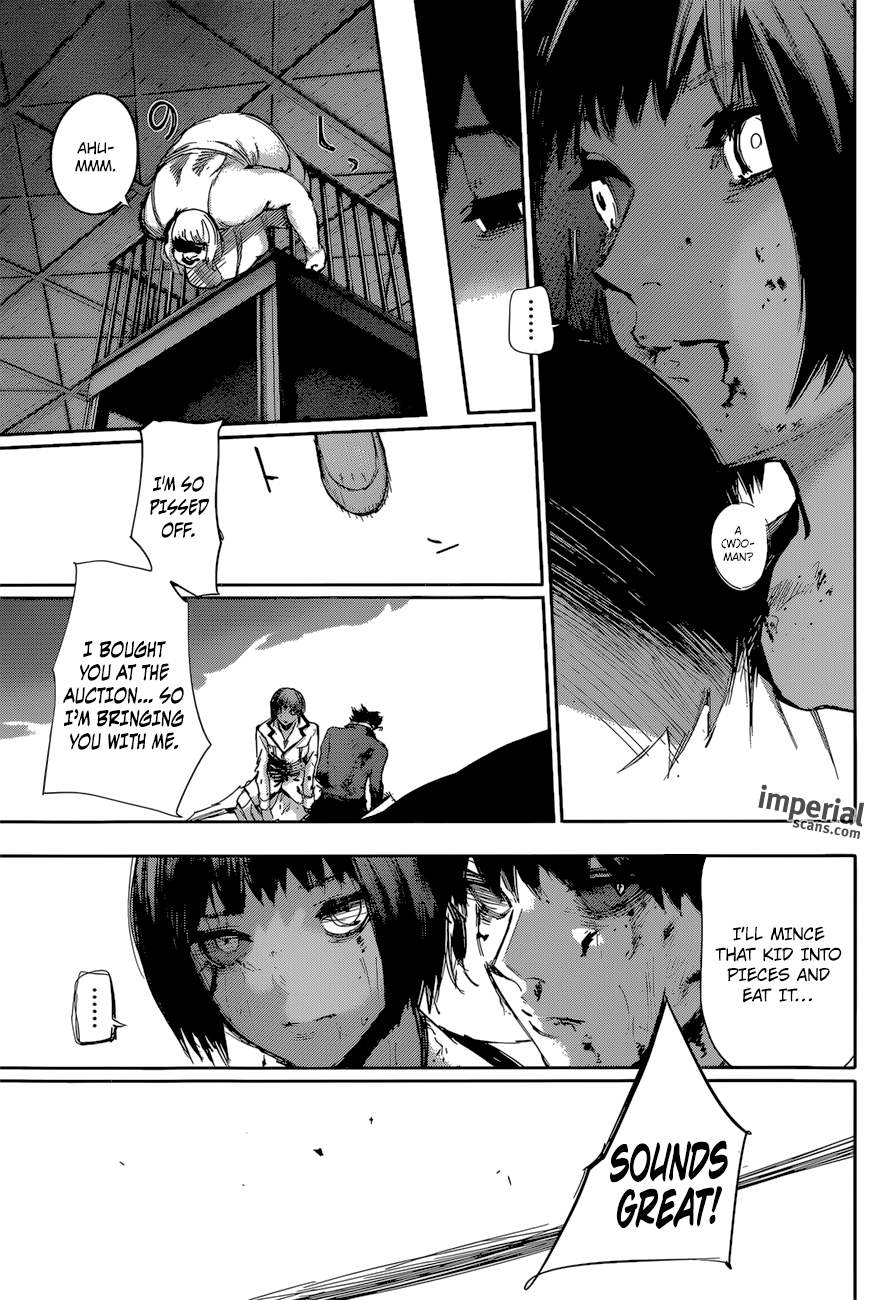 A
(W)O-
MAN?
......
AHU-
MMM.
I'M SO
PISSED
OFF.
I BOUGHT
YOU AT THE
AUCTION... SO
I'M BRINGING
YOU WITH ME.
imperial
scans.com
I'LL MINCE
THAT KID INTO
PIECES AND
EAT IT...
......
SOUNDS
GREAT!